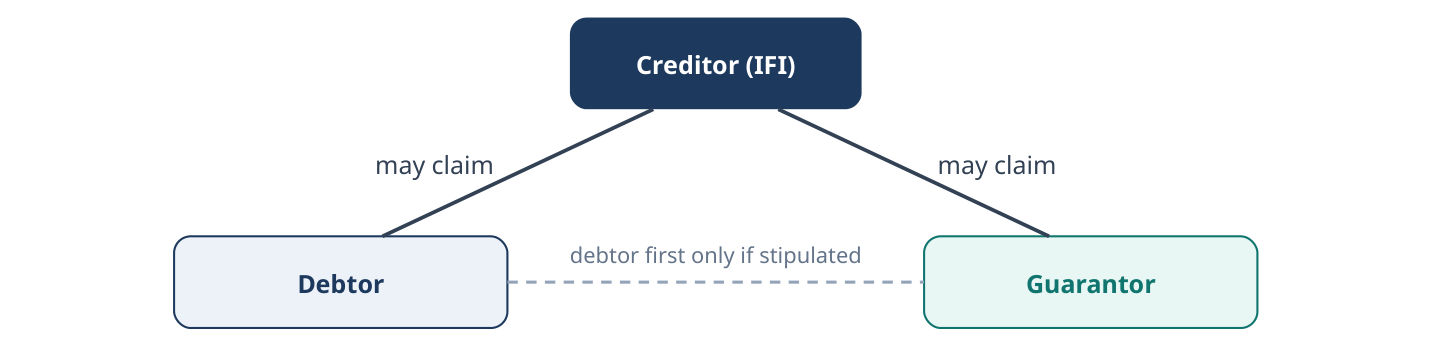 Creditor (IFI)
may claim
may claim
debtor first only if stipulated
Debtor
Guarantor